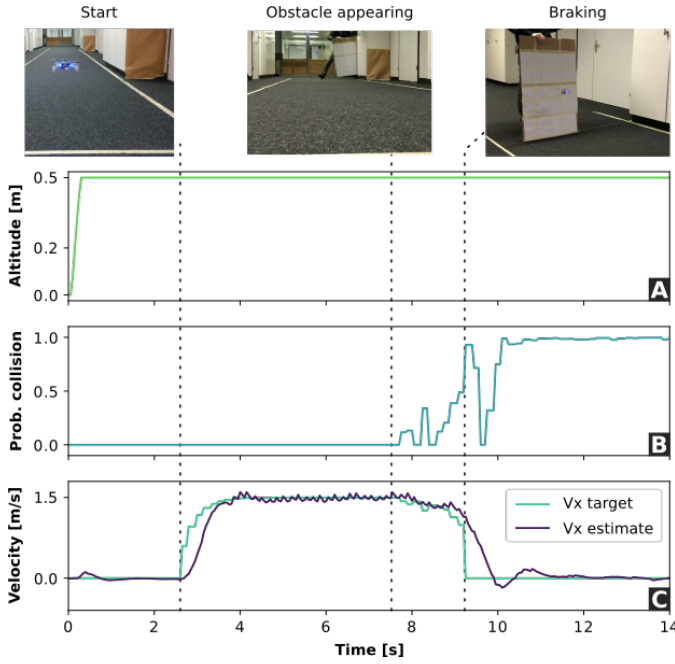 Start
Obstacle appearing
Braking
Altitude [m]
0.5
0.2
0.0
A
Prob. collision
1.0
0.5
0.0
B
Velocity [m/s]
1.5
0.0
Vx target
Vx estimate
C
0 2 4 6 8 10 12 14
Time [s]